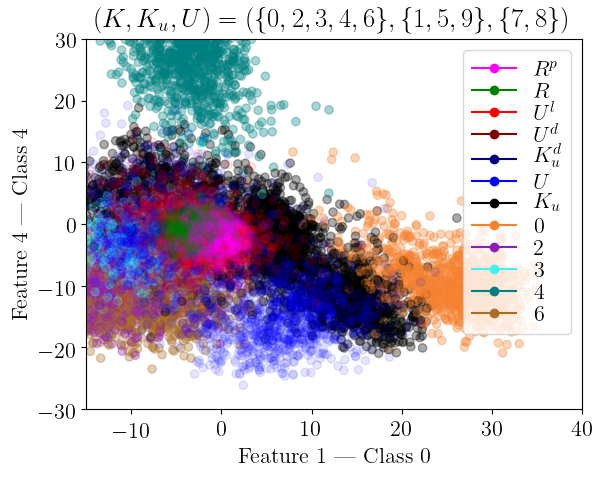 (K, K_u, U) = ({0, 2, 3, 4, 6}, {1, 5, 9}, {7, 8})
30
20
10
0
−10
−20
−30
Feature 4 — Class 4
−10
0
10
20
30
40
Feature 1 — Class 0
R^p
R
U^l
U^d
K_u^d
U
K_u
0
2
3
4
6